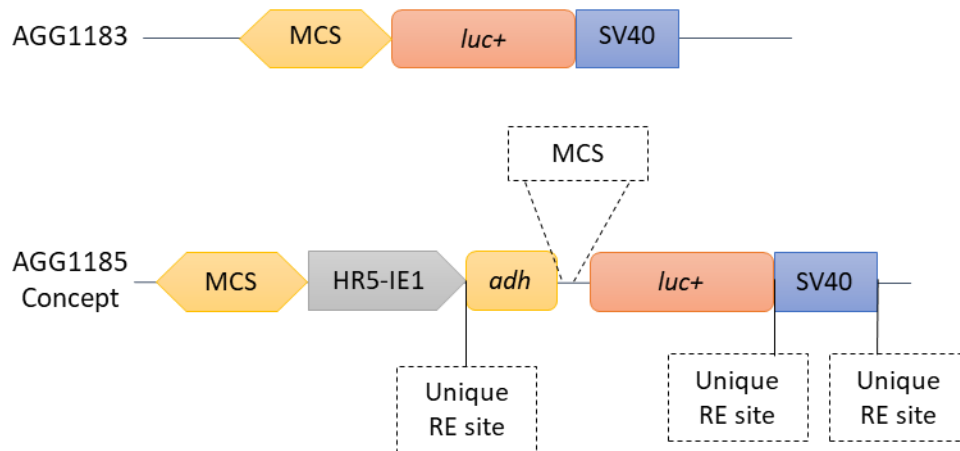 AGG1183
MCS
luc+
SV40
MCS
AGG1185
Concept
MCS
HR5-IE1
adh
luc+
SV40
Unique
RE site
Unique
RE site
Unique
RE site